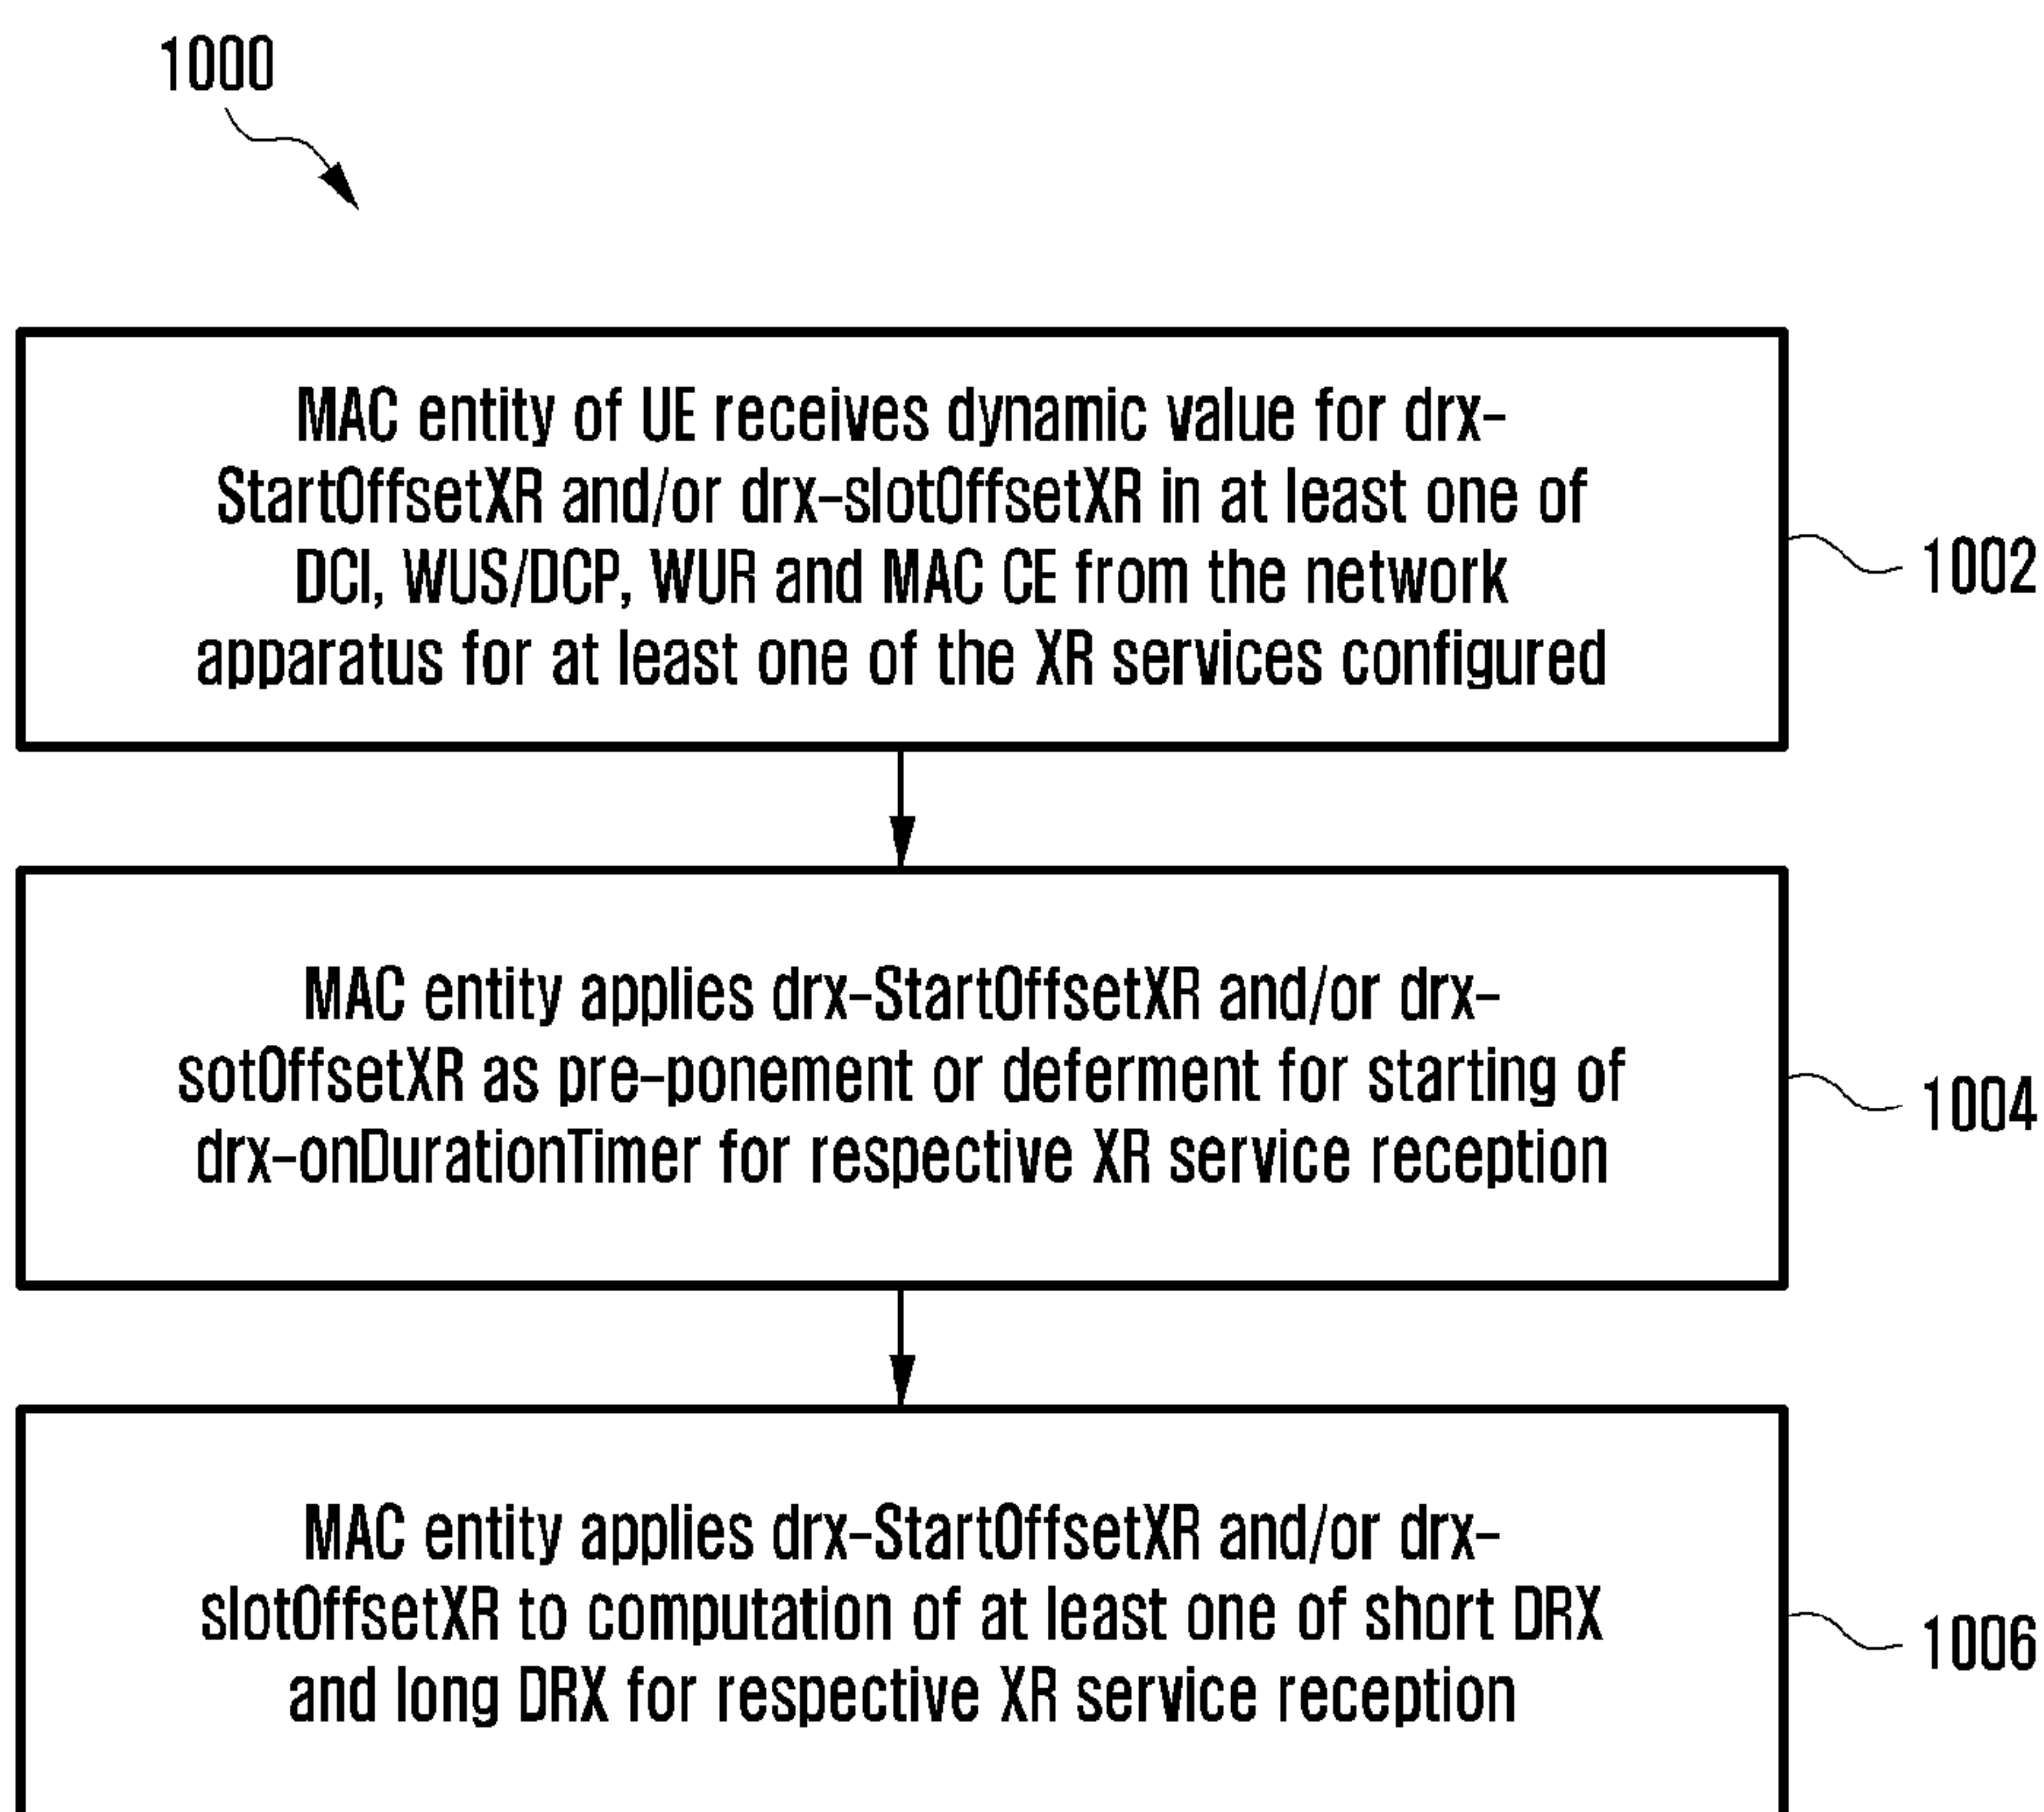 1000
MAC entity of UE receives dynamic value for drx-
StartOffsetXR and/or drx-slotOffsetXR in at least one of
DCI, WUS/DCP, WUR and MAC CE from the network
apparatus for at least one of the XR services configured
1002
MAC entity applies drx-StartOffsetXR and/or drx-
sotOffsetXR as pre-ponement or deferment for starting of
drx-onDurationTimer for respective XR service reception
1004
MAC entity applies drx-StartOffsetXR and/or drx-
slotOffsetXR to computation of at least one of short DRX
and long DRX for respective XR service reception
1006